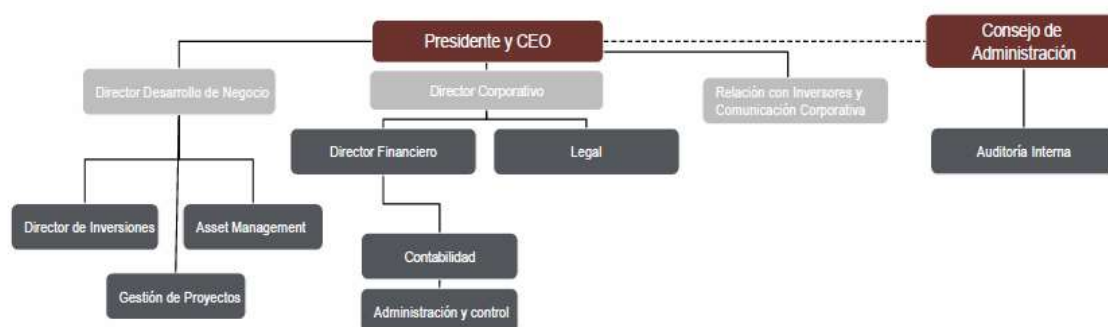 Presidente y CEO
Consejo de
Administración
Director Desarrollo de Negocio
Director Corporativo
Relación con Inversores y
Comunicación Corporativa
Director Financiero
Legal
Auditoría Interna
Director de Inversiones
Asset Management
Contabilidad
Gestión de Proyectos
Administración y control